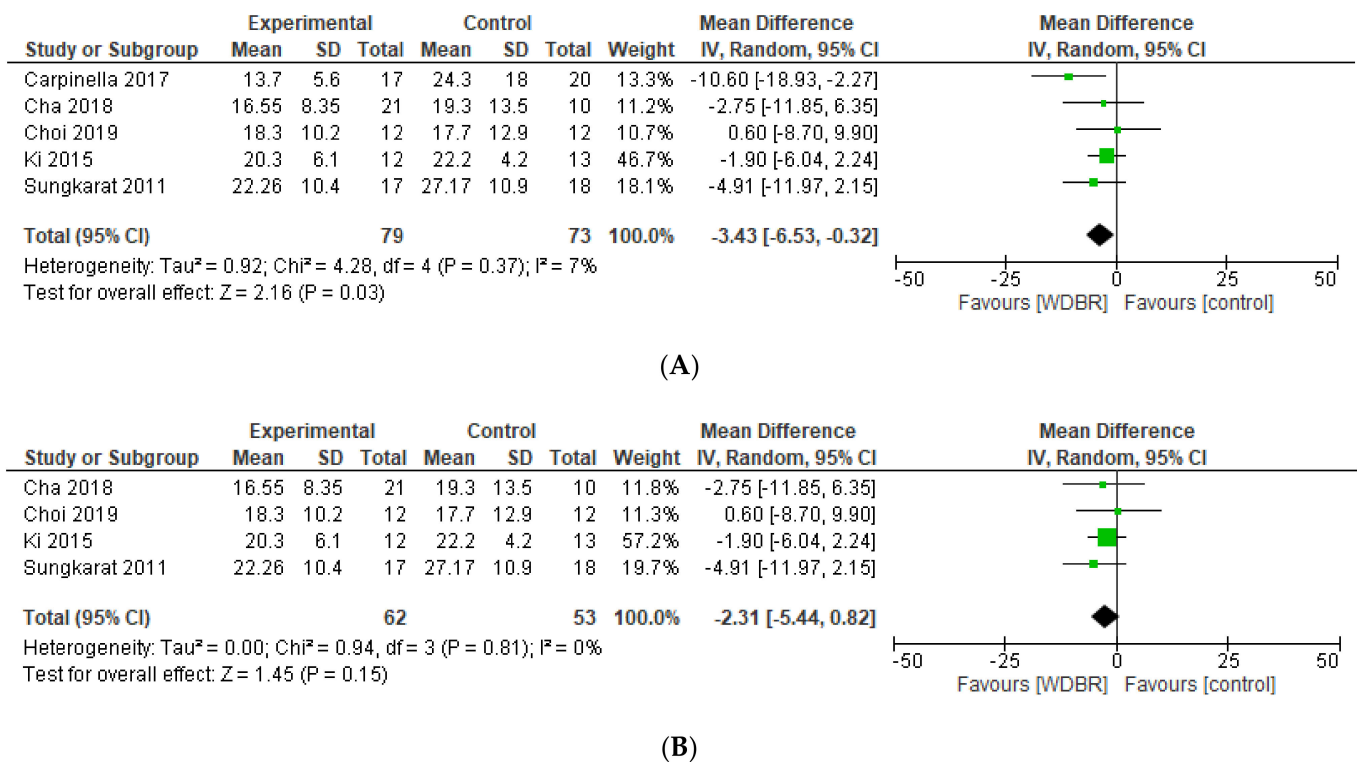 Experimental Control Mean Difference Mean Difference
Study or Subgroup Mean SD Total Mean SD Total Weight IV, Random, 95% CI IV, Random, 95% CI
Carpinella 2017 13.7 5.6 17 24.3 18 20 13.3% -10.60 [-18.93, -2.27]
Cha 2018 16.55 8.35 21 19.3 13.5 10 11.2% -2.75 [-11.85, 6.35]
Choi 2019 18.3 10.2 12 17.7 12.9 12 10.7% 0.60 [-8.70, 9.90]
Ki 2015 20.3 6.1 12 22.2 4.2 13 46.7% -1.90 [-6.04, 2.24]
Sungkarat 2011 22.26 10.4 17 27.17 10.9 18 18.1% -4.91 [-11.97, 2.15]
Total (95% CI) 79 73 100.0% -3.43 [-6.53, -0.32]
Heterogeneity: Tau² = 0.92; Chi² = 4.28, df = 4 (P = 0.37); I² = 7%
Test for overall effect: Z = 2.16 (P = 0.03)
-50 -25 0 25 50
Favours [WDBR] Favours [control]
(A)
Experimental Control Mean Difference Mean Difference
Study or Subgroup Mean SD Total Mean SD Total Weight IV, Random, 95% CI IV, Random, 95% CI
Cha 2018 16.55 8.35 21 19.3 13.5 10 11.8% -2.75 [-11.85, 6.35]
Choi 2019 18.3 10.2 12 17.7 12.9 12 11.3% 0.60 [-8.70, 9.90]
Ki 2015 20.3 6.1 12 22.2 4.2 13 57.2% -1.90 [-6.04, 2.24]
Sungkarat 2011 22.26 10.4 17 27.17 10.9 18 19.7% -4.91 [-11.97, 2.15]
Total (95% CI) 62 53 100.0% -2.31 [-5.44, 0.82]
Heterogeneity: Tau² = 0.00; Chi² = 0.94, df = 3 (P = 0.81); I² = 0%
Test for overall effect: Z = 1.45 (P = 0.15)
-50 -25 0 25 50
Favours [WDBR] Favours [control]
(B)